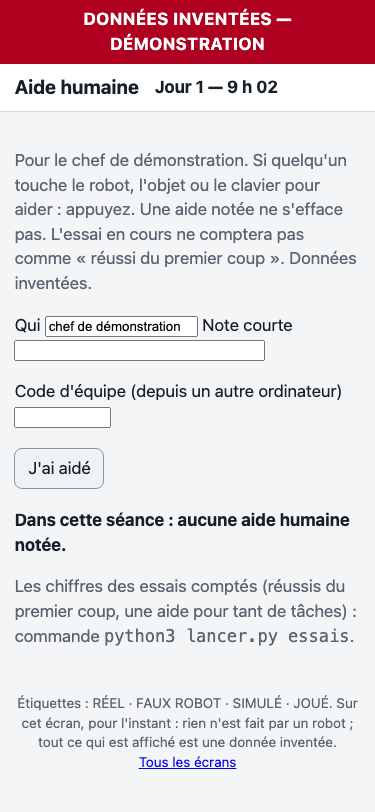 DONNÉES INVENTÉES —
DÉMONSTRATION
Aide humaine Jour 1 — 9 h 02
Pour le chef de démonstration. Si quelqu'un
touche le robot, l'objet ou le clavier pour
aider : appuyez. Une aide notée ne s'efface
pas. L'essai en cours ne comptera pas
comme « réussi du premier coup ». Données
inventées.
Qui chef de démonstration Note courte
Code d'équipe (depuis un autre ordinateur)
J'ai aidé
Dans cette séance : aucune aide humaine
notée.
Les chiffres des essais comptés (réussis du
premier coup, une aide pour tant de tâches) :
commande python3 lancer.py essais.
Étiquettes : RÉEL · FAUX ROBOT · SIMULÉ · JOUÉ. Sur
cet écran, pour l'instant : rien n'est fait par un robot ;
tout ce qui est affiché est une donnée inventée.
Tous les écrans